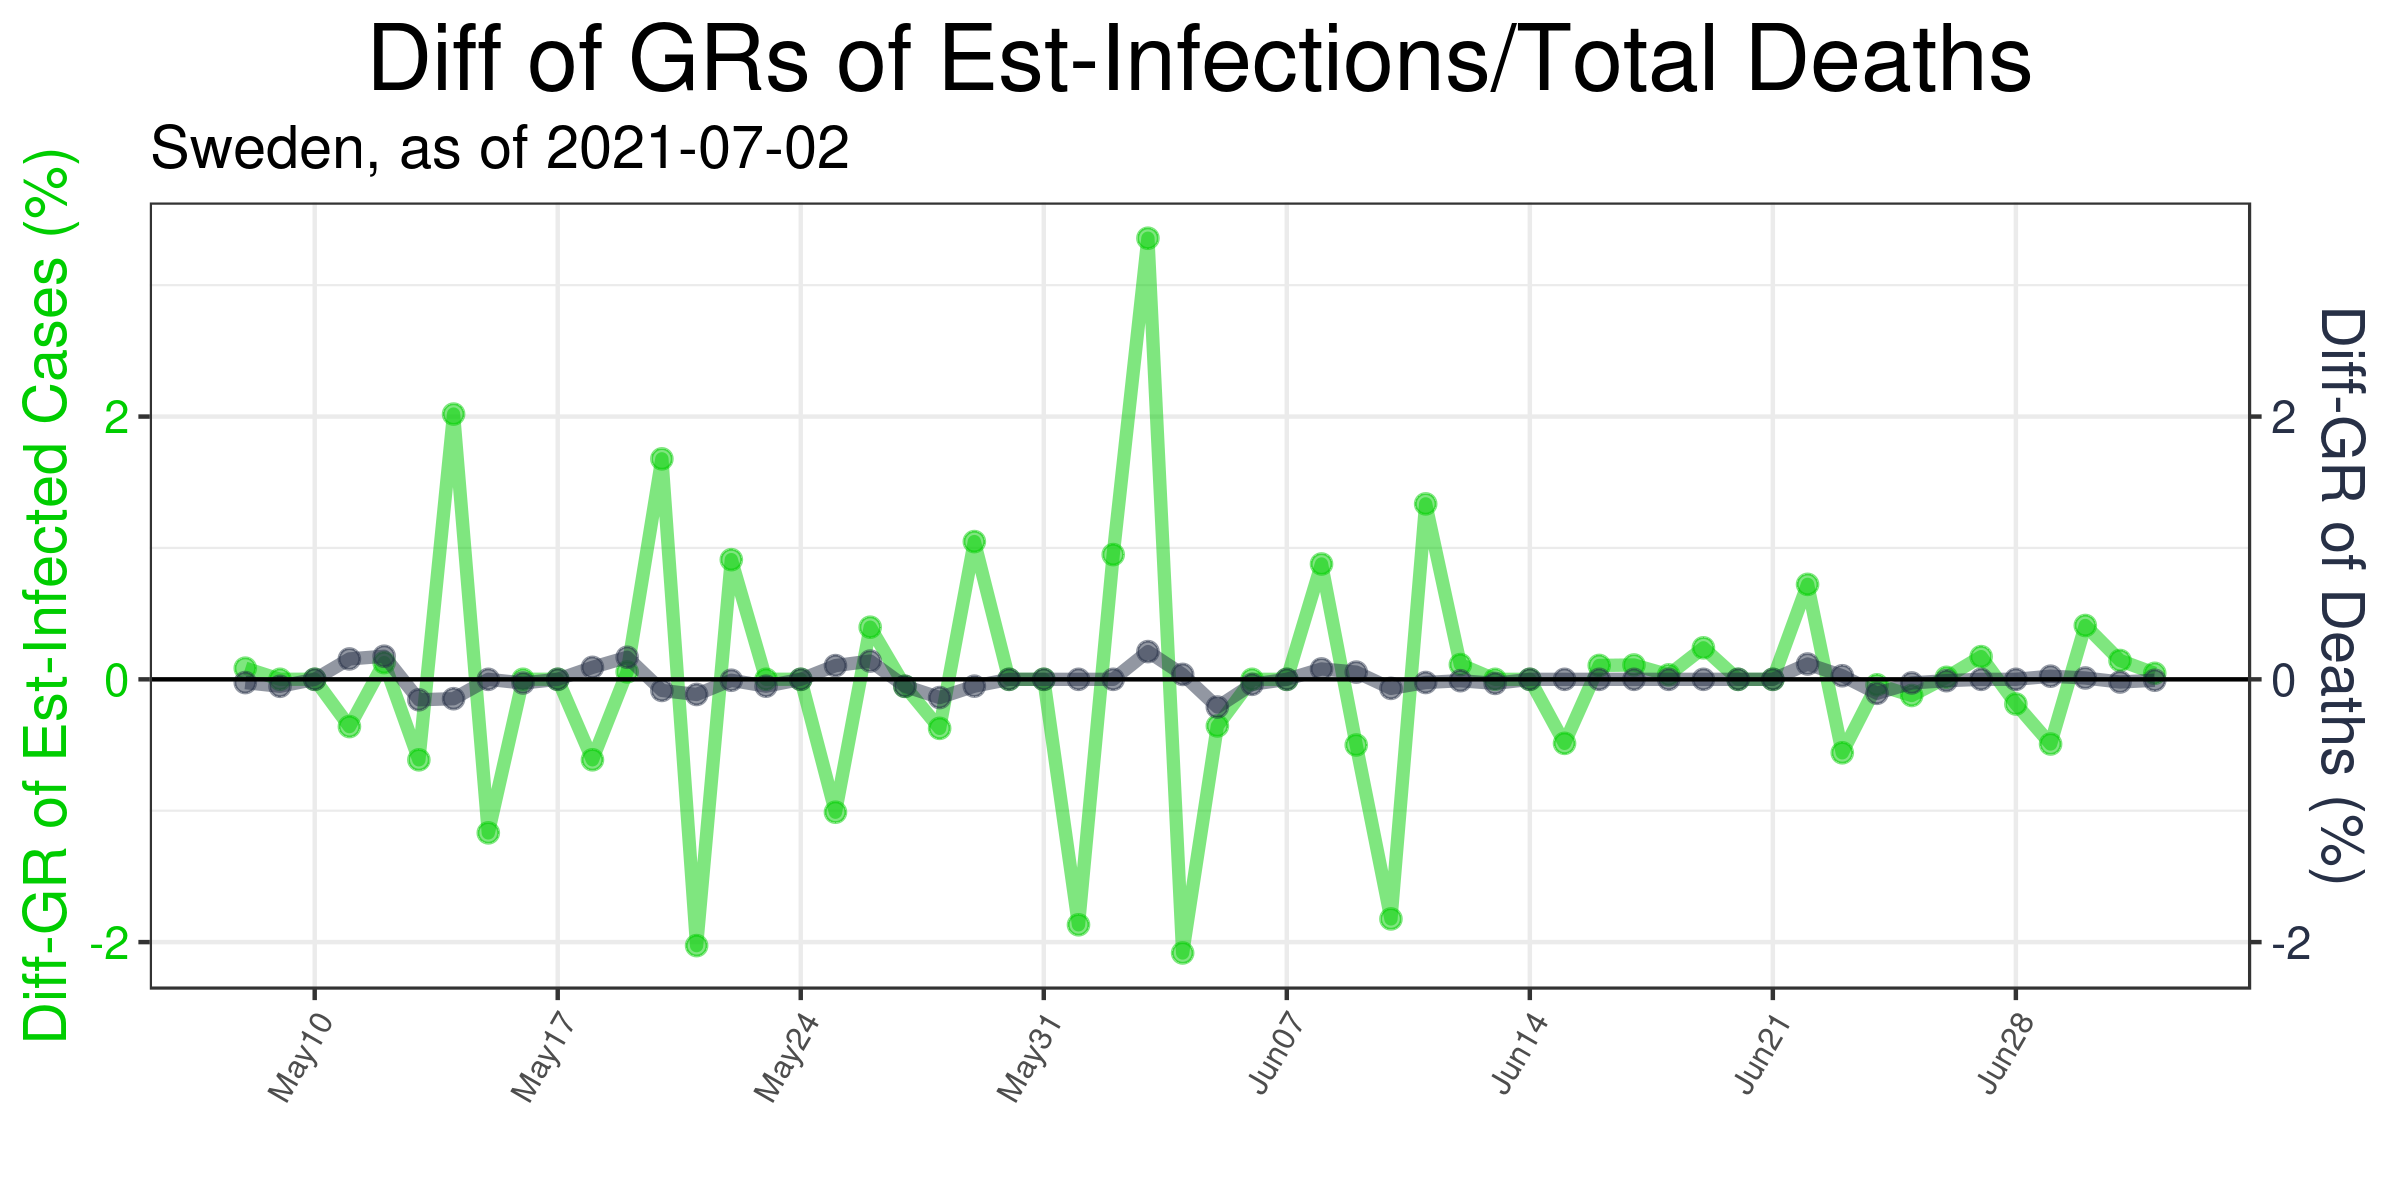 Diff of GRs of Est-Infections/Total Deaths
Sweden, as of 2021-07-02
Diff-GR of Est-Infected Cases (%)
2
0
-2
2
0
-2
Diff-GR of Deaths (%)
May10
May17
May24
May31
Jun07
Jun14
Jun21
Jun28